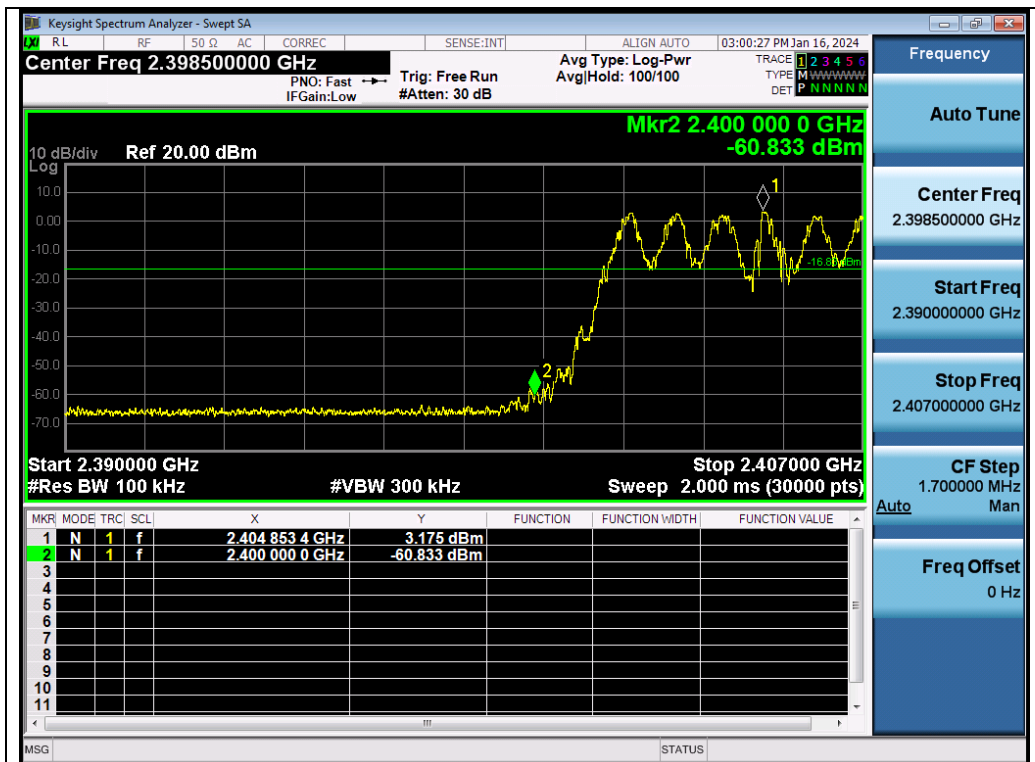 Keysight Spectrum Analyzer - Swept SA
LXI RL RF 50 Ω AC CORREC SENSE:INT ALIGN AUTO 03:00:27 PM Jan 16, 2024
Center Freq 2.398500000 GHz
PNO: Fast
IFGain:Low
Trig: Free Run
#Atten: 30 dB
Avg Type: Log-Pwr
Avg|Hold: 100/100
TRACE 1 2 3 4 5 6
TYPE M WWWWW
DET P N N N N N
Mkr2 2.400 000 0 GHz
-60.833 dBm
10 dB/div Ref 20.00 dBm
Log
10.0
0.00
-10.0
-20.0
-30.0
-40.0
-50.0
-60.0
-70.0
1
2
Start 2.390000 GHz Stop 2.407000 GHz
#Res BW 100 kHz #VBW 300 kHz Sweep 2.000 ms (30000 pts)
MKR MODE TRC SCL X Y FUNCTION FUNCTION WIDTH FUNCTION VALUE
1 N 1 f 2.404 853 4 GHz 3.175 dBm
2 N 1 f 2.400 000 0 GHz -60.833 dBm
3
4
5
6
7
8
9
10
11
MSG STATUS
Frequency
Auto Tune
Center Freq
2.398500000 GHz
Start Freq
2.390000000 GHz
Stop Freq
2.407000000 GHz
CF Step
1.700000 MHz
Auto Man
Freq Offset
0 Hz